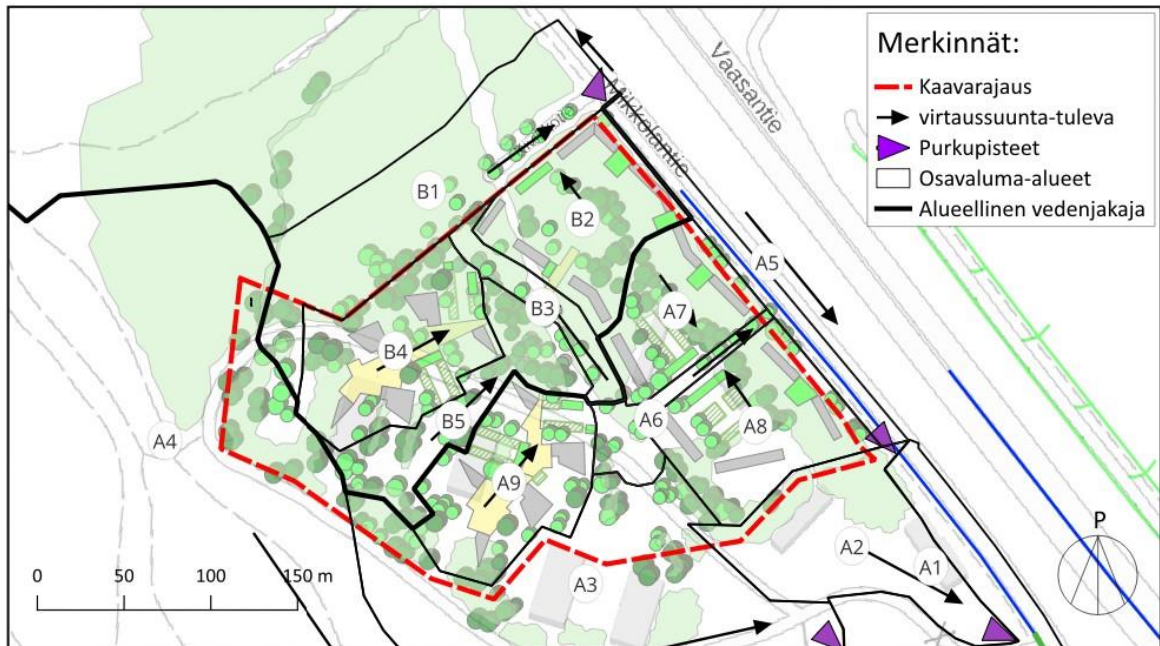 Merkinnät:
Kaavarajaus
virtaussuunta-tuleva
Purkupisteet
Osavaluma-alueet
Alueellinen vedenjakaja
Vaasantie
Mikkolantie
B1
B2
A5
B3
A7
B4
A6
B5
A8
A4
A9
A2
A1
A3
P
0 50 100 150 m